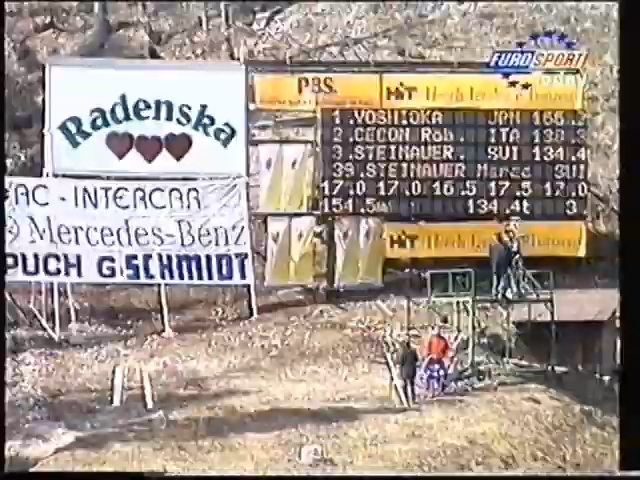 EUROSPORT
Radenska
AC - INTERCAR
Mercedes-Benz
PUCH G SCHMIDT
PBS.
HIT
1.YOSHIOKA JPN 166.
2.CECON Rob. ITA 138.3
3.STEINAUER. SUI 134.4
39.STEINAUER Marco SUI
17.0 17.0 16.5 17.5 17.0
154.5m 134.4t 3
HIT